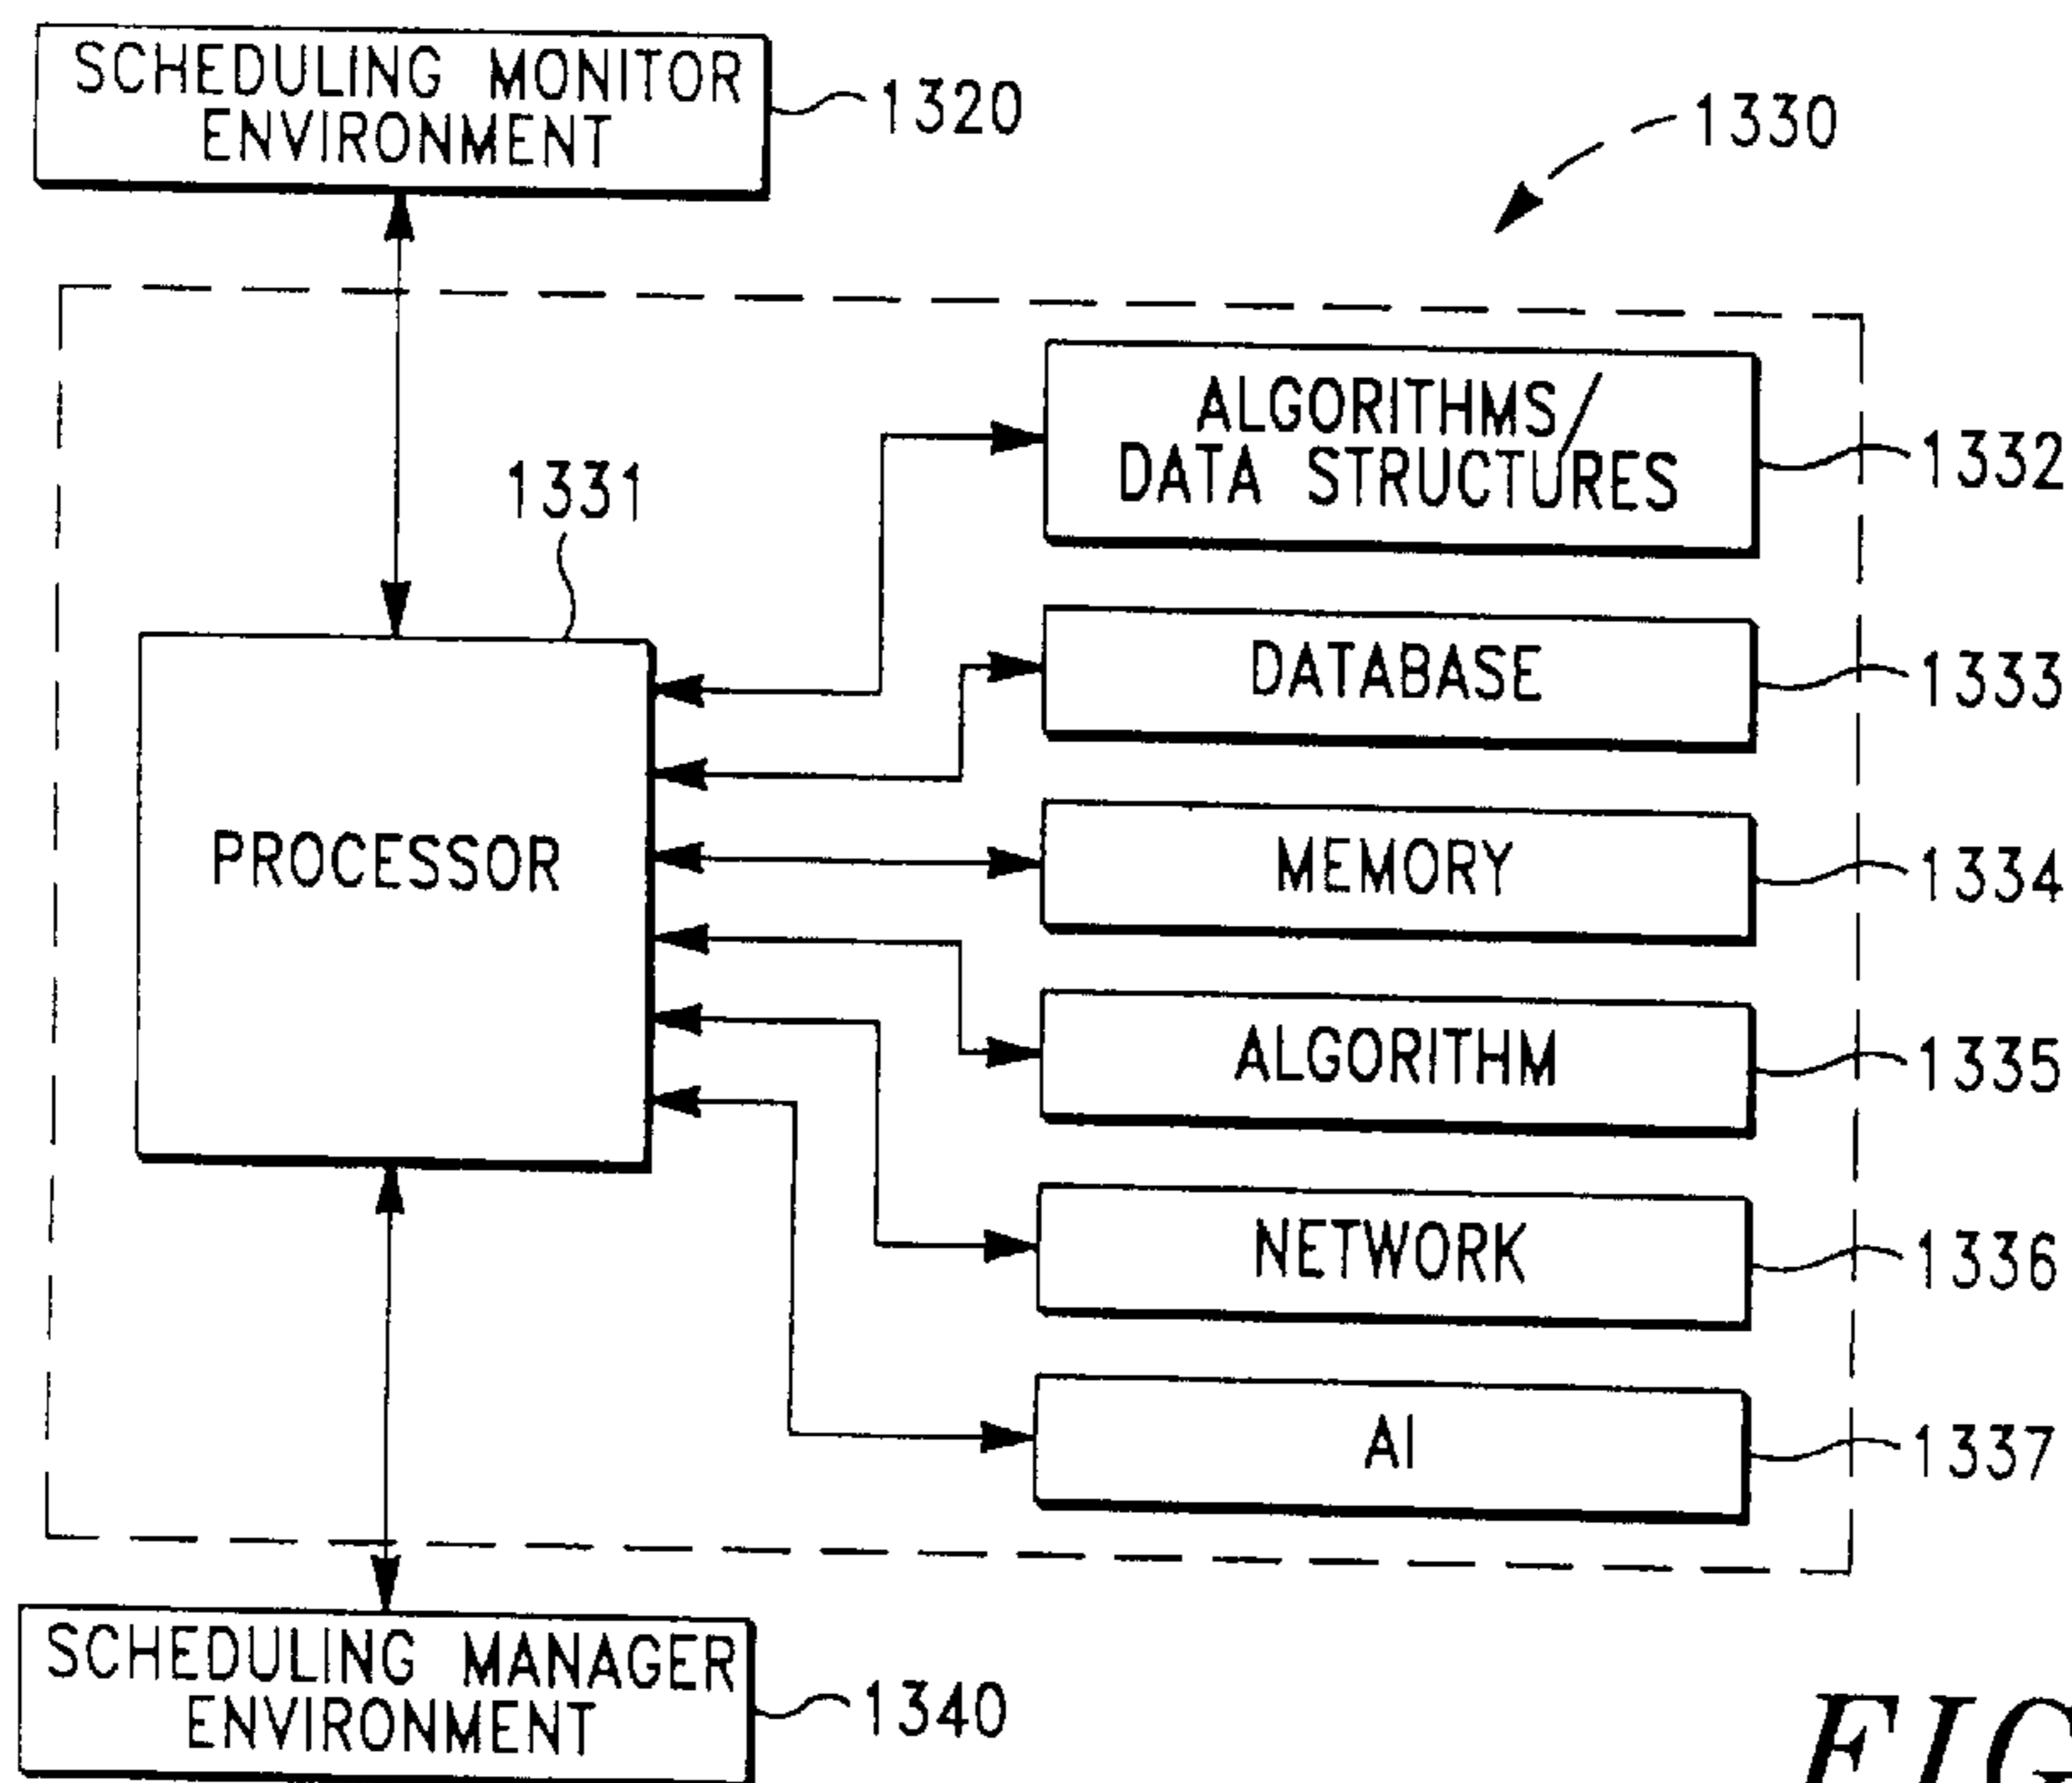 SCHEDULING MONITOR
ENVIRONMENT
1320
1330
ALGORITHMS/
DATA STRUCTURES
1332
1331
DATABASE
1333
PROCESSOR
MEMORY
1334
ALGORITHM
1335
NETWORK
1336
AI
1337
SCHEDULING MANAGER
ENVIRONMENT
1340
FIG